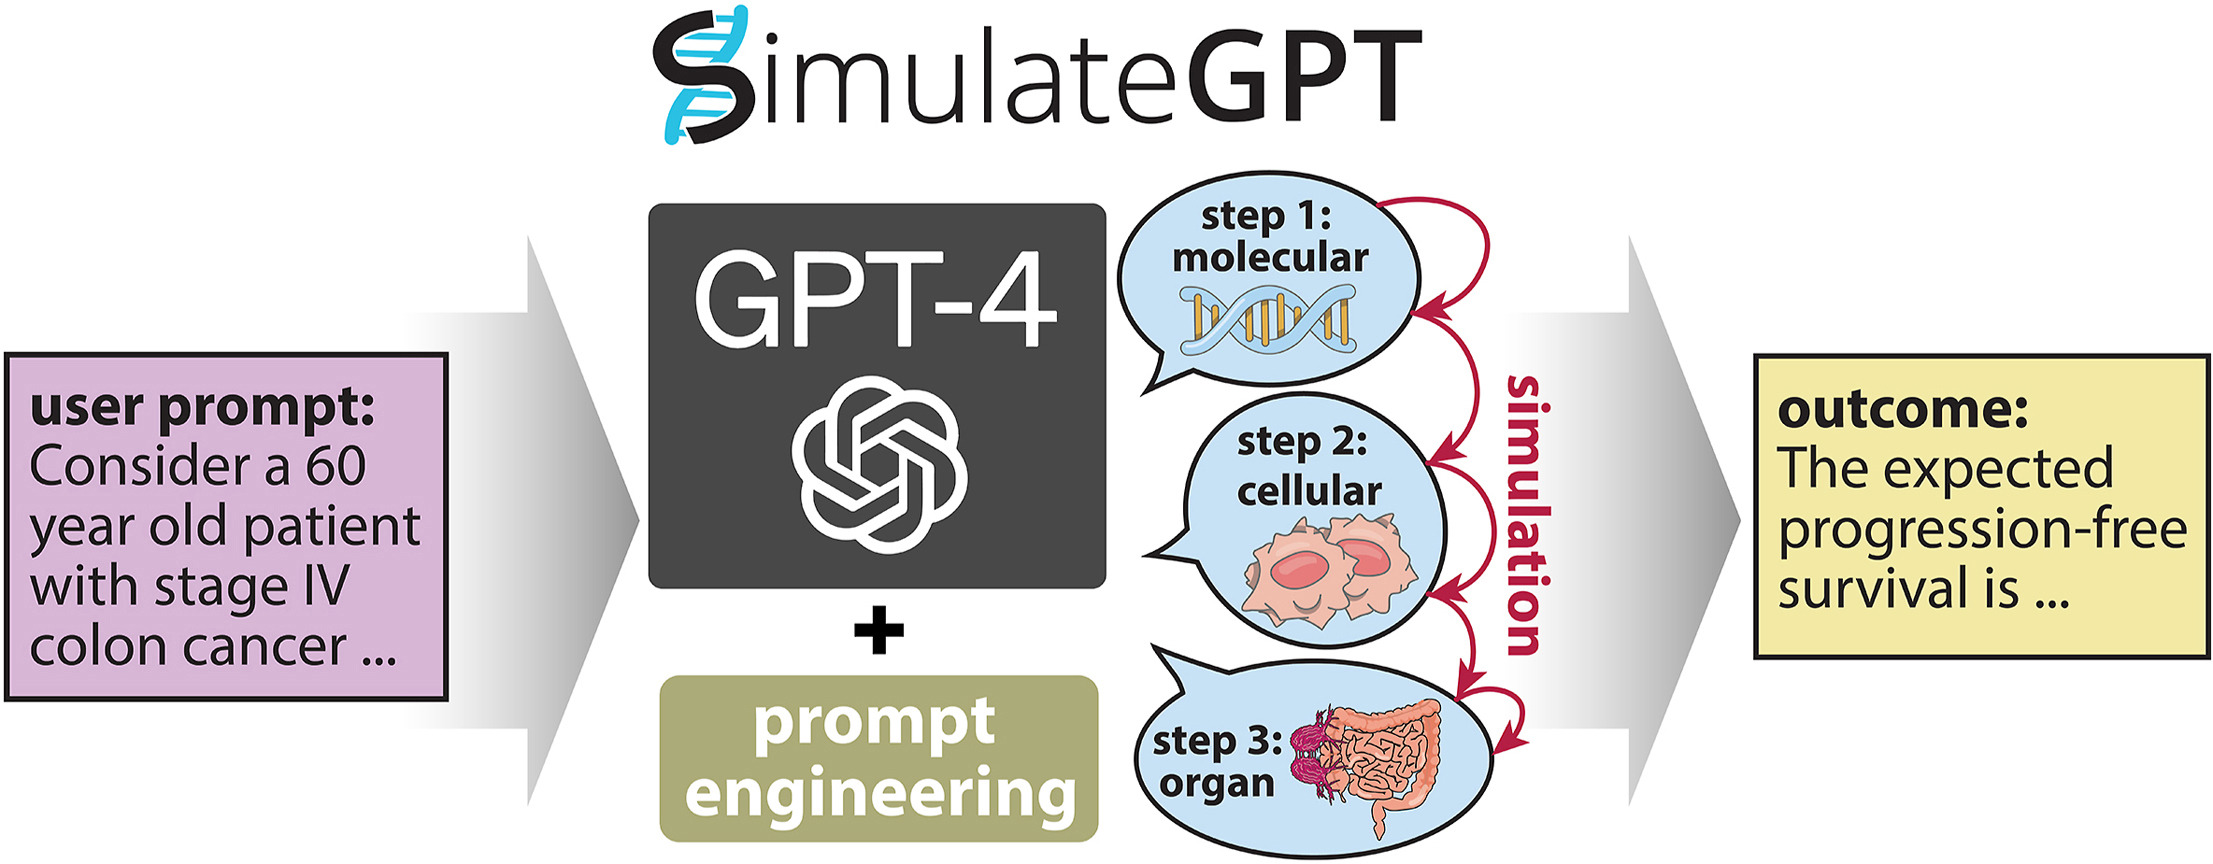 SimulateGPT
user prompt:
Consider a 60
year old patient
with stage IV
colon cancer ...
GPT-4
+
prompt
engineering
step 1:
molecular
step 2:
cellular
step 3:
organ
simulation
outcome:
The expected
progression-free
survival is ...